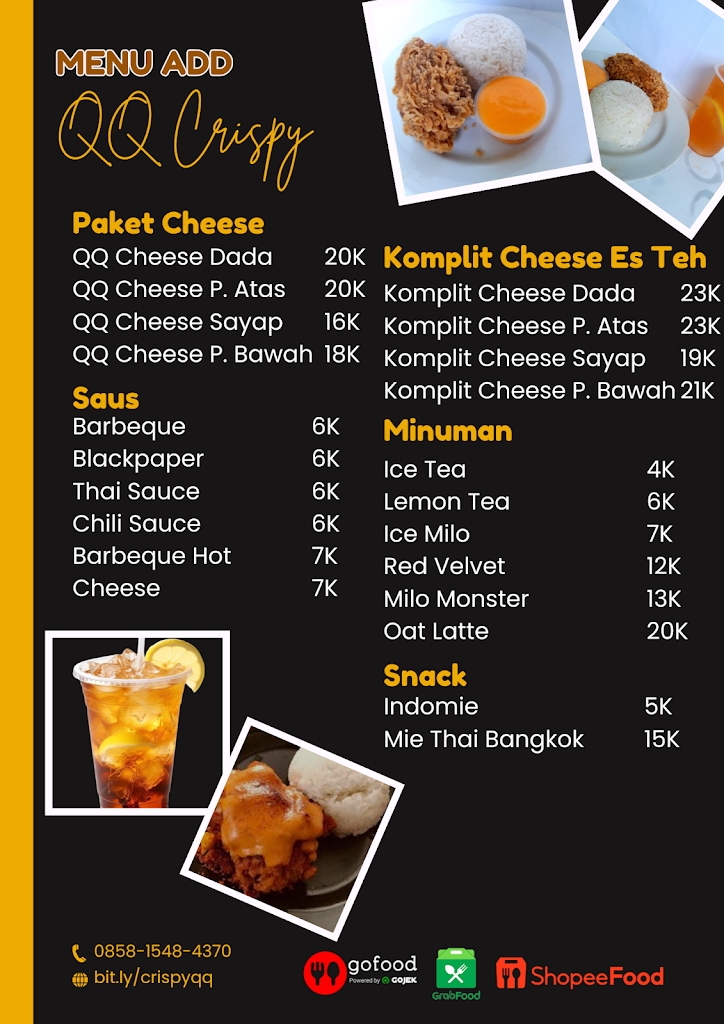 MENU ADD
QQ Crispy
Paket Cheese
QQ Cheese Dada 20K
QQ Cheese P. Atas 20K
QQ Cheese Sayap 16K
QQ Cheese P. Bawah 18K
Saus
Barbeque 6K
Blackpaper 6K
Thai Sauce 6K
Chili Sauce 6K
Barbeque Hot 7K
Cheese 7K
Komplit Cheese Es Teh
Komplit Cheese Dada 23K
Komplit Cheese P. Atas 23K
Komplit Cheese Sayap 19K
Komplit Cheese P. Bawah 21K
Minuman
Ice Tea 4K
Lemon Tea 6K
Ice Milo 7K
Red Velvet 12K
Milo Monster 13K
Oat Latte 20K
Snack
Indomie 5K
Mie Thai Bangkok 15K
0858-1548-4370
bit.ly/crispyqq
gofood
Powered by GOJEK
GrabFood
ShopeeFood